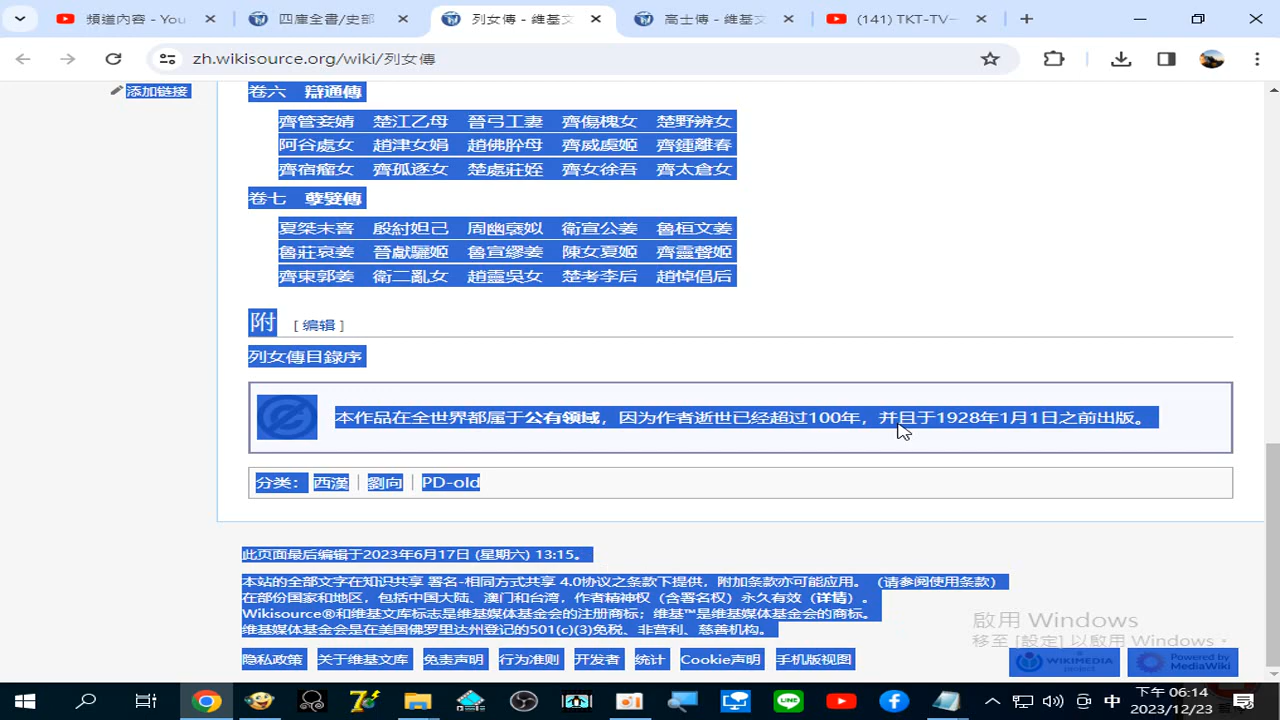 頻道內容 - You
四庫全書/史部
列女傳 - 維基文
高士傳 - 維基文
(141) TKT-TV-
zh.wikisource.org/wiki/列女傳
添加链接
卷六 辯通傳
齊管妾婧 楚江乙母 晉弓工妻 齊傷槐女 楚野辨女
阿谷處女 趙津女娟 趙佛肸母 齊威虞姬 齊鍾離春
齊宿瘤女 齊孤逐女 楚處莊姪 齊女徐吾 齊太倉女
卷七 孽嬖傳
夏桀末喜 殷紂妲己 周幽襃姒 衛宣公姜 魯桓文姜
魯莊哀姜 晉獻驪姬 魯宣繆姜 陳女夏姬 齊靈聲姬
齊東郭姜 衛二亂女 趙靈吳女 楚考李后 趙悼倡后
附 [ 编辑 ]
列女傳目錄序
本作品在全世界都属于公有领域，因为作者逝世已经超过100年，并且于1928年1月1日之前出版。
分类： 西漢 | 劉向 | PD-old
此页面最后编辑于2023年6月17日 (星期六) 13:15。
本站的全部文字在知识共享 署名-相同方式共享 4.0协议之条款下提供，附加条款亦可能应用。 （请参阅使用条款）
在部份国家和地区，包括中国大陆、澳门和台湾，作者精神权（含署名权）永久有效（详情）。
Wikisource®和维基文库标志是维基媒体基金会的注册商标；维基™是维基媒体基金会的商标。
维基媒体基金会是在美国佛罗里达州登记的501(c)(3)免税、非营利、慈善机构。
啟用 Windows
移至 [設定] 以啟用 Windows。
隐私政策 关于维基文库 免责声明 行为准则 开发者 统计 Cookie声明 手机版视图
WIKIMEDIA project
Powered by MediaWiki
中
下午 06:14
2023/12/23